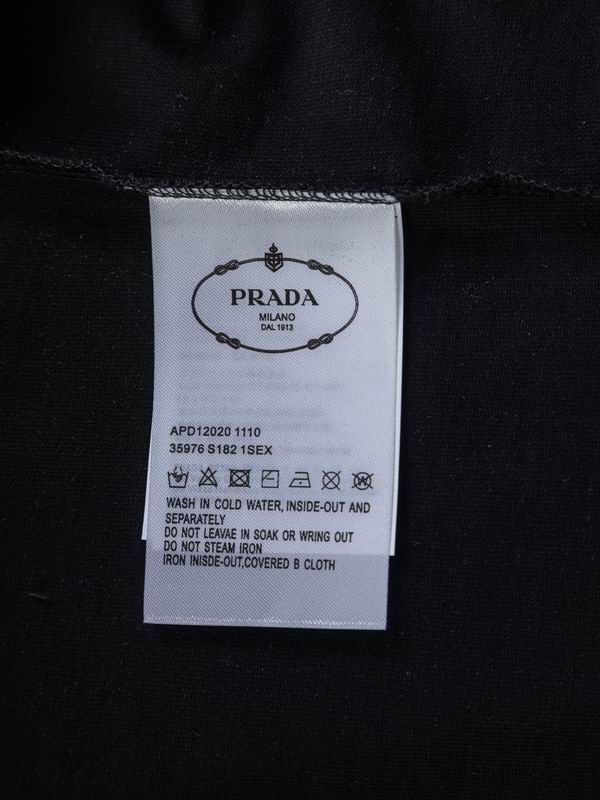 PRADA
MILANO
DAL 1913
APD12020 1110
35976 S182 1SEX
WASH IN COLD WATER, INSIDE-OUT AND
SEPARATELY
DO NOT LEAVAE IN SOAK OR WRING OUT
DO NOT STEAM IRON
IRON INISDE-OUT,COVERED B CLOTH